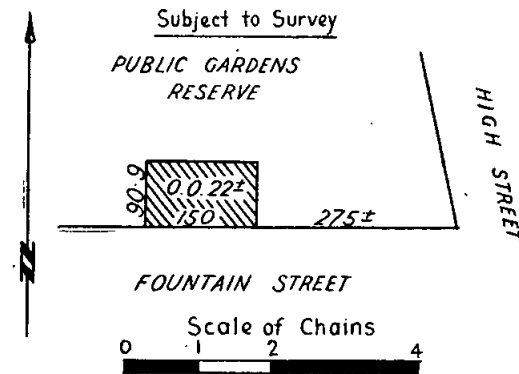 Subject to Survey
PUBLIC GARDENS
RESERVE
HIGH STREET
90·9
0.0.22±
150
275±
N
FOUNTAIN STREET
Scale of Chains
0 2 4